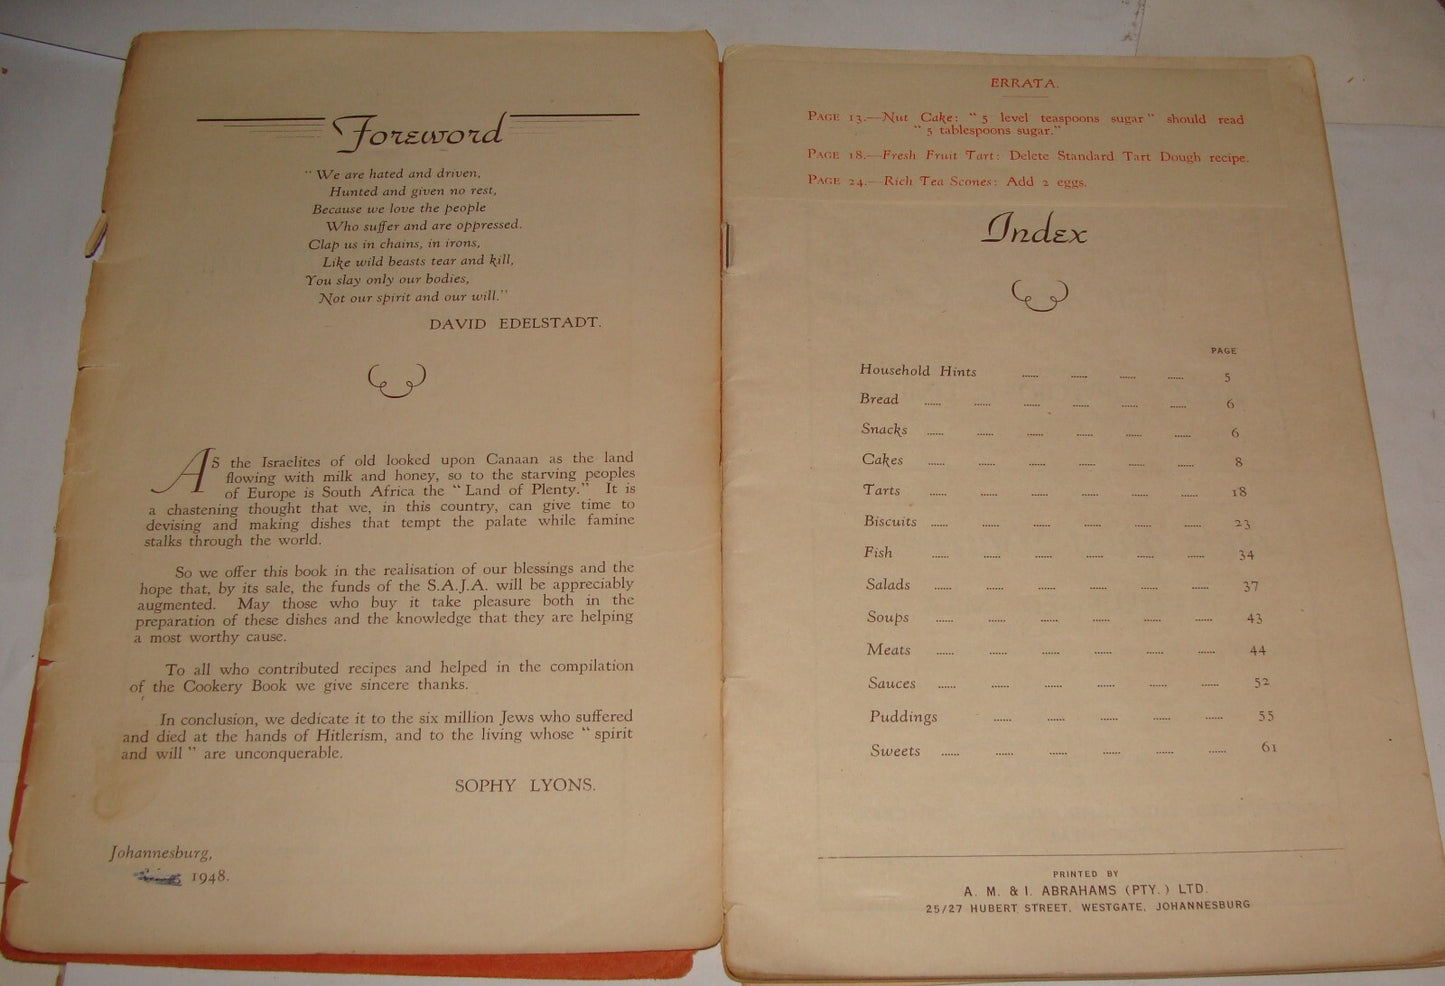 Foreword
" We are hated and driven,
Hunted and given no rest,
Because we love the people
Who suffer and are oppressed.
Clap us in chains, in irons,
Like wild beasts tear and kill,
You slay only our bodies,
Not our spirit and our will."
DAVID EDELSTADT.
As the Israelites of old looked upon Canaan as the land
flowing with milk and honey, so to the starving peoples
of Europe is South Africa the " Land of Plenty." It is
a chastening thought that we, in this country, can give time to
devising and making dishes that tempt the palate while famine
stalks through the world.
So we offer this book in the realisation of our blessings and the
hope that, by its sale, the funds of the S.A.J.A. will be appreciably
augmented. May those who buy it take pleasure both in the
preparation of these dishes and the knowledge that they are helping
a most worthy cause.
To all who contributed recipes and helped in the compilation
of the Cookery Book we give sincere thanks.
In conclusion, we dedicate it to the six million Jews who suffered
and died at the hands of Hitlerism, and to the living whose " spirit
and will " are unconquerable.
SOPHY LYONS.
Johannesburg,
1948.
ERRATA.
PAGE 13.—Nut Cake: " 5 level teaspoons sugar " should read
" 5 tablespoons sugar."
PAGE 18.—Fresh Fruit Tart: Delete Standard Tart Dough recipe.
PAGE 24.—Rich Tea Scones: Add 2 eggs.
Index
PAGE
Household Hints ...... ...... ...... ...... 5
Bread ...... ...... ...... ...... ...... ...... 6
Snacks ...... ...... ...... ...... ...... ...... 6
Cakes ...... ...... ...... ...... ...... ...... 8
Tarts ...... ...... ...... ...... ...... ...... 18
Biscuits ...... ...... ...... ...... ...... ...... 23
Fish ...... ...... ...... ...... ...... ...... 34
Salads ...... ...... ...... ...... ...... ...... 37
Soups ...... ...... ...... ...... ...... ...... 43
Meats ...... ...... ...... ...... ...... ...... 44
Sauces ...... ...... ...... ...... ...... ...... 52
Puddings ...... ...... ...... ...... ...... 55
Sweets ...... ...... ...... ...... ...... ...... 61
PRINTED BY
A. M. & I. ABRAHAMS (PTY.) LTD.
25/27 HUBERT STREET, WESTGATE, JOHANNESBURG